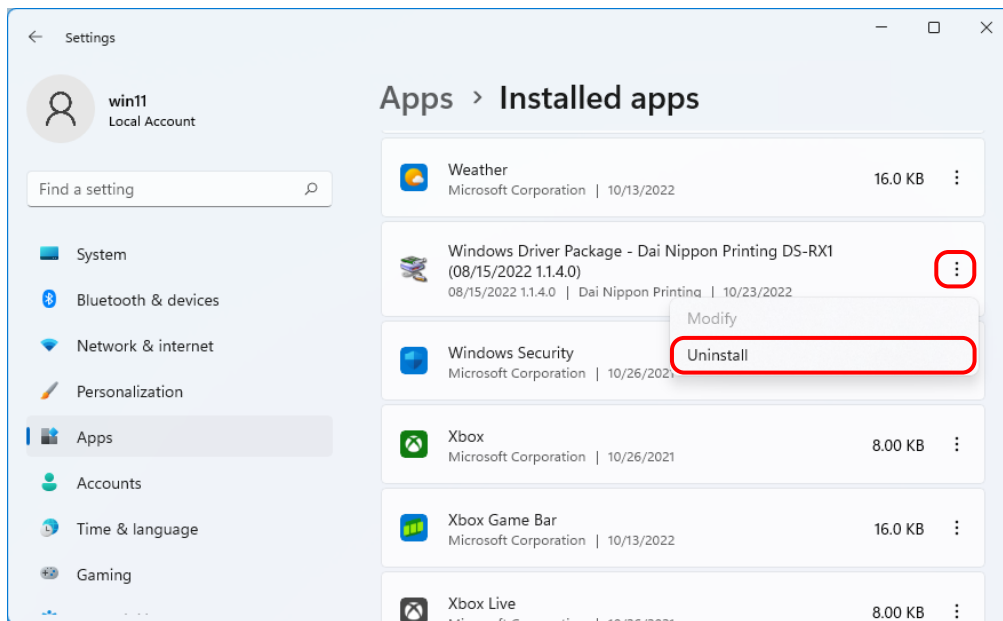 Settings
win11
Local Account
Find a setting
System
Bluetooth & devices
Network & internet
Personalization
Apps
Accounts
Time & language
Gaming
Apps > Installed apps
Weather
Microsoft Corporation | 10/13/2022
16.0 KB
Windows Driver Package - Dai Nippon Printing DS-RX1
(08/15/2022 1.1.4.0)
08/15/2022 1.1.4.0 | Dai Nippon Printing | 10/23/2022
Modify
Uninstall
Windows Security
Microsoft Corporation | 10/26/2021
Xbox
Microsoft Corporation | 10/26/2021
8.00 KB
Xbox Game Bar
Microsoft Corporation | 10/13/2022
16.0 KB
Xbox Live
8.00 KB